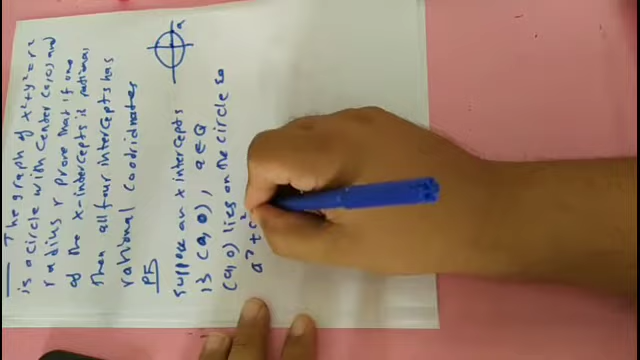 The graph of x²+y²=r²
is a circle with center (0,0) and
radius r prove that if one
of the x-intercepts is rational
then all four intercepts has
rational coordinates
Pf
a
suppose an x intercepts
is (a, 0), a∈Q
(a, 0) lies on the circle so
a² +